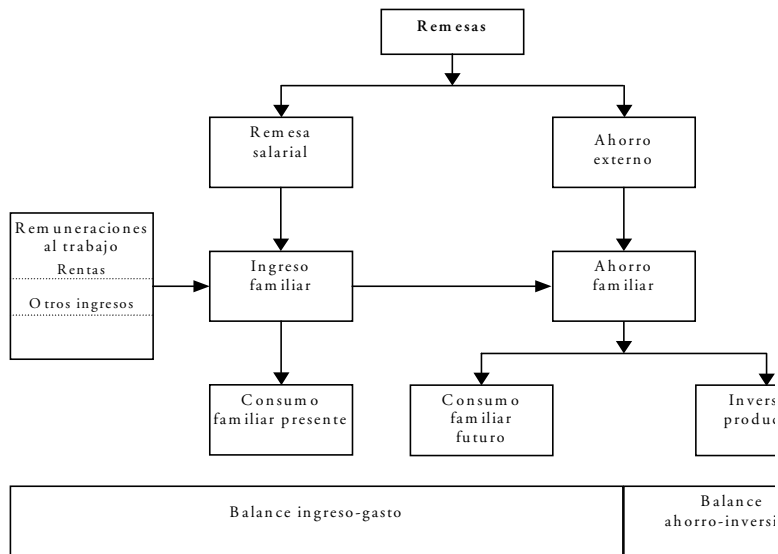 Remesas
Remesa
salarial
Ahorro
externo
Remuneraciones
al trabajo
Rentas
Otros ingresos
Ingreso
familiar
Ahorro
familiar
Consumo
familiar presente
Consumo
familiar
futuro
Balance ingreso-gasto
Balance